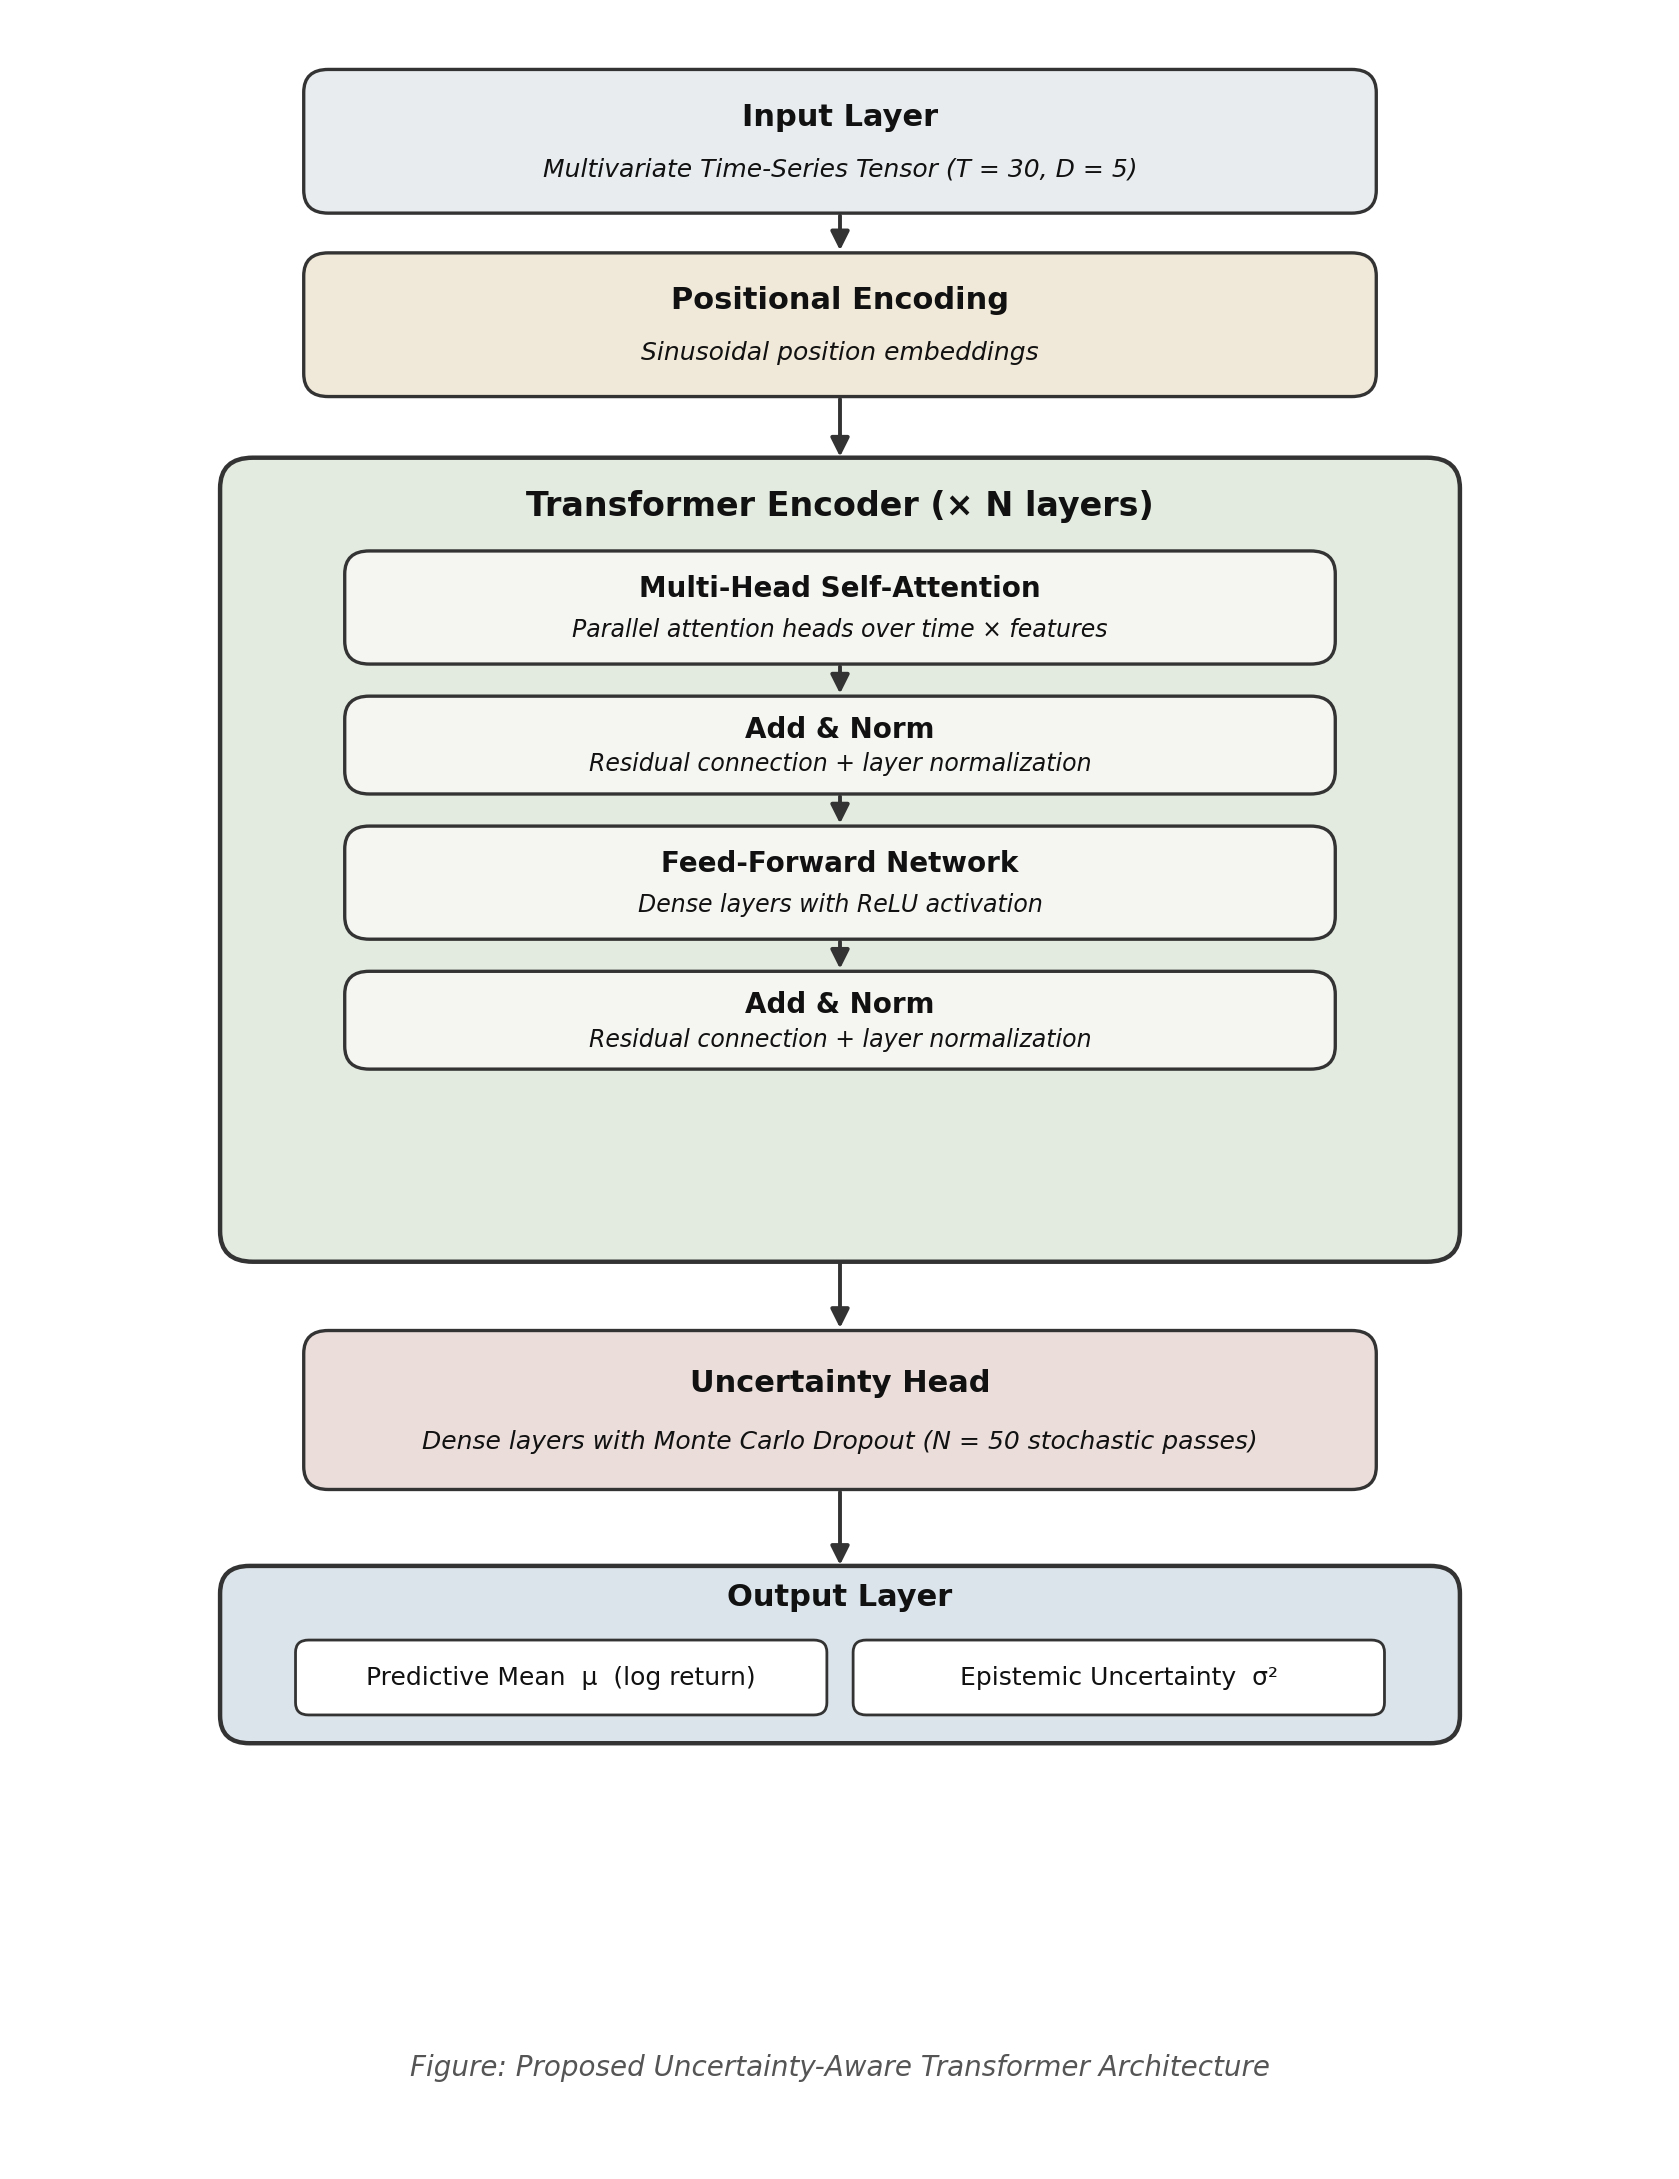 Input Layer
Multivariate Time-Series Tensor (T = 30, D = 5)
Positional Encoding
Sinusoidal position embeddings
Transformer Encoder (× N layers)
Multi-Head Self-Attention
Parallel attention heads over time × features
Add & Norm
Residual connection + layer normalization
Feed-Forward Network
Dense layers with ReLU activation
Add & Norm
Residual connection + layer normalization
Uncertainty Head
Dense layers with Monte Carlo Dropout (N = 50 stochastic passes)
Output Layer
Predictive Mean μ (log return)
Epistemic Uncertainty σ²
Figure: Proposed Uncertainty-Aware Transformer Architecture